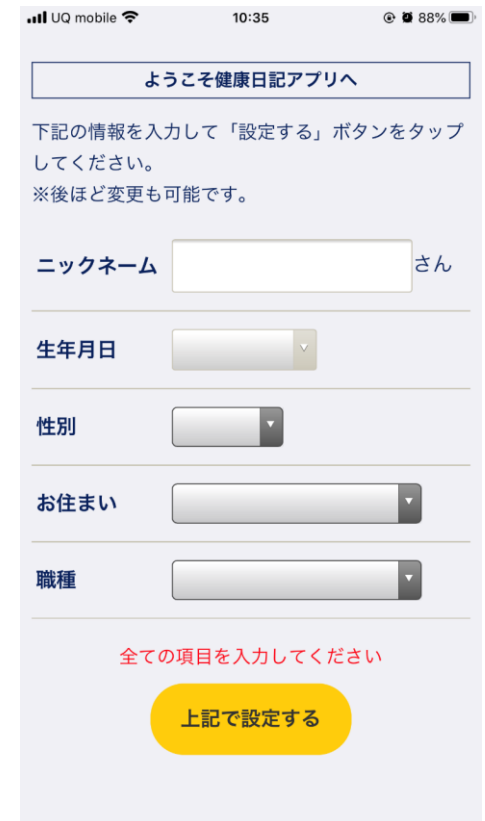 UQ mobile 10:35 88%
ようこそ健康日記アプリへ
下記の情報を入力して「設定する」ボタンをタップ
してください。
※後ほど変更も可能です。
ニックネーム さん
生年月日
性別
お住まい
職種
全ての項目を入力してください
上記で設定する